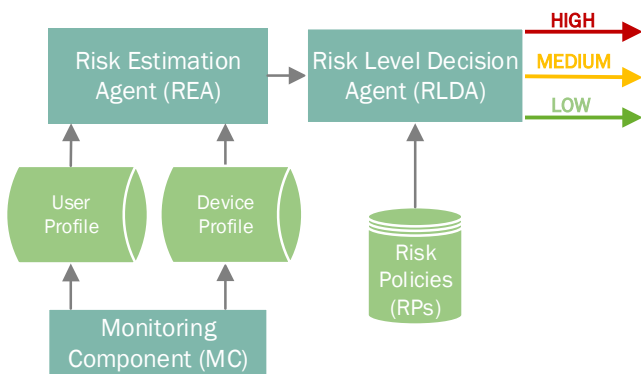 Risk Estimation
Agent (REA)
Risk Level Decision
Agent (RLDA)
HIGH
MEDIUM
LOW
User
Profile
Device
Profile
Risk
Policies
(RPs)
Monitoring
Component (MC)